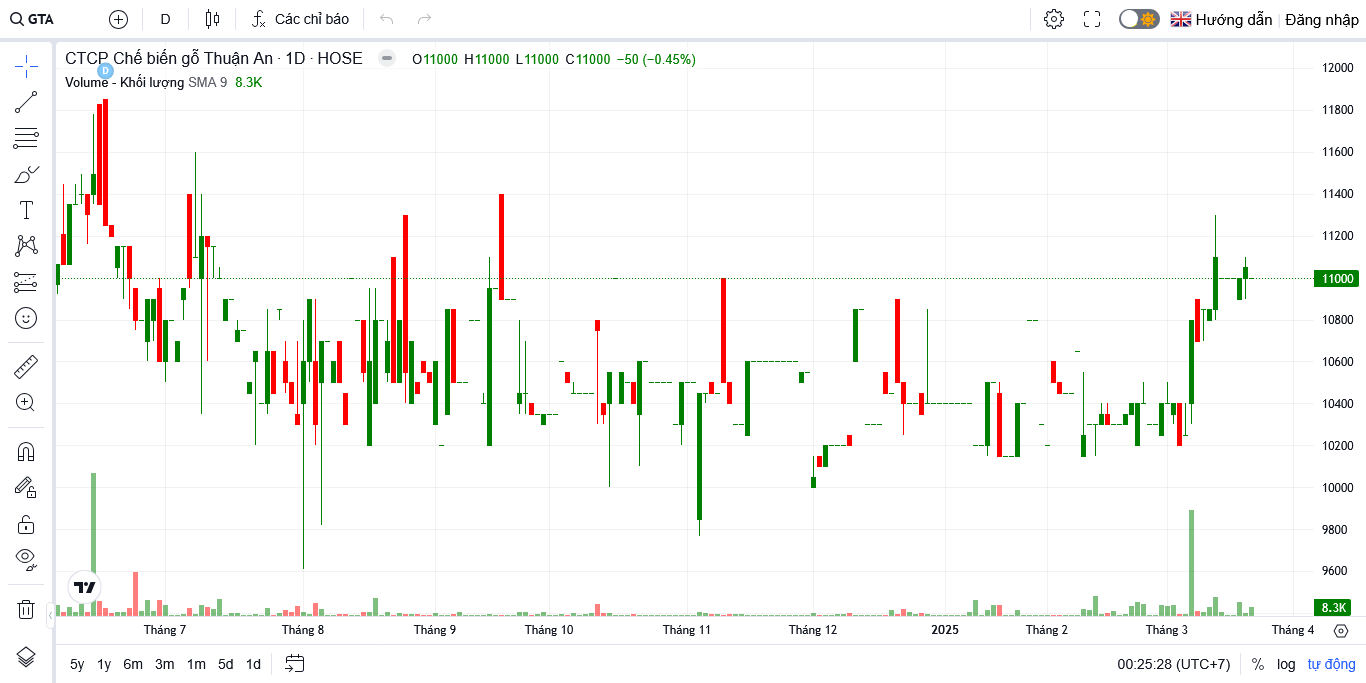 GTA D Các chỉ báo Hướng dẫn Đăng nhập
CTCP Chế biến gỗ Thuận An · 1D · HOSE O11000 H11000 L11000 C11000 −50 (−0.45%)
D
Volume - Khối lượng SMA 9 8.3K
12000
11800
11600
11400
11200
11000
10800
10600
10400
10200
10000
9800
9600
8.3K
Tháng 7 Tháng 8 Tháng 9 Tháng 10 Tháng 11 Tháng 12 2025 Tháng 2 Tháng 3 Tháng 4
5y 1y 6m 3m 1m 5d 1d 00:25:28 (UTC+7) % log tự động